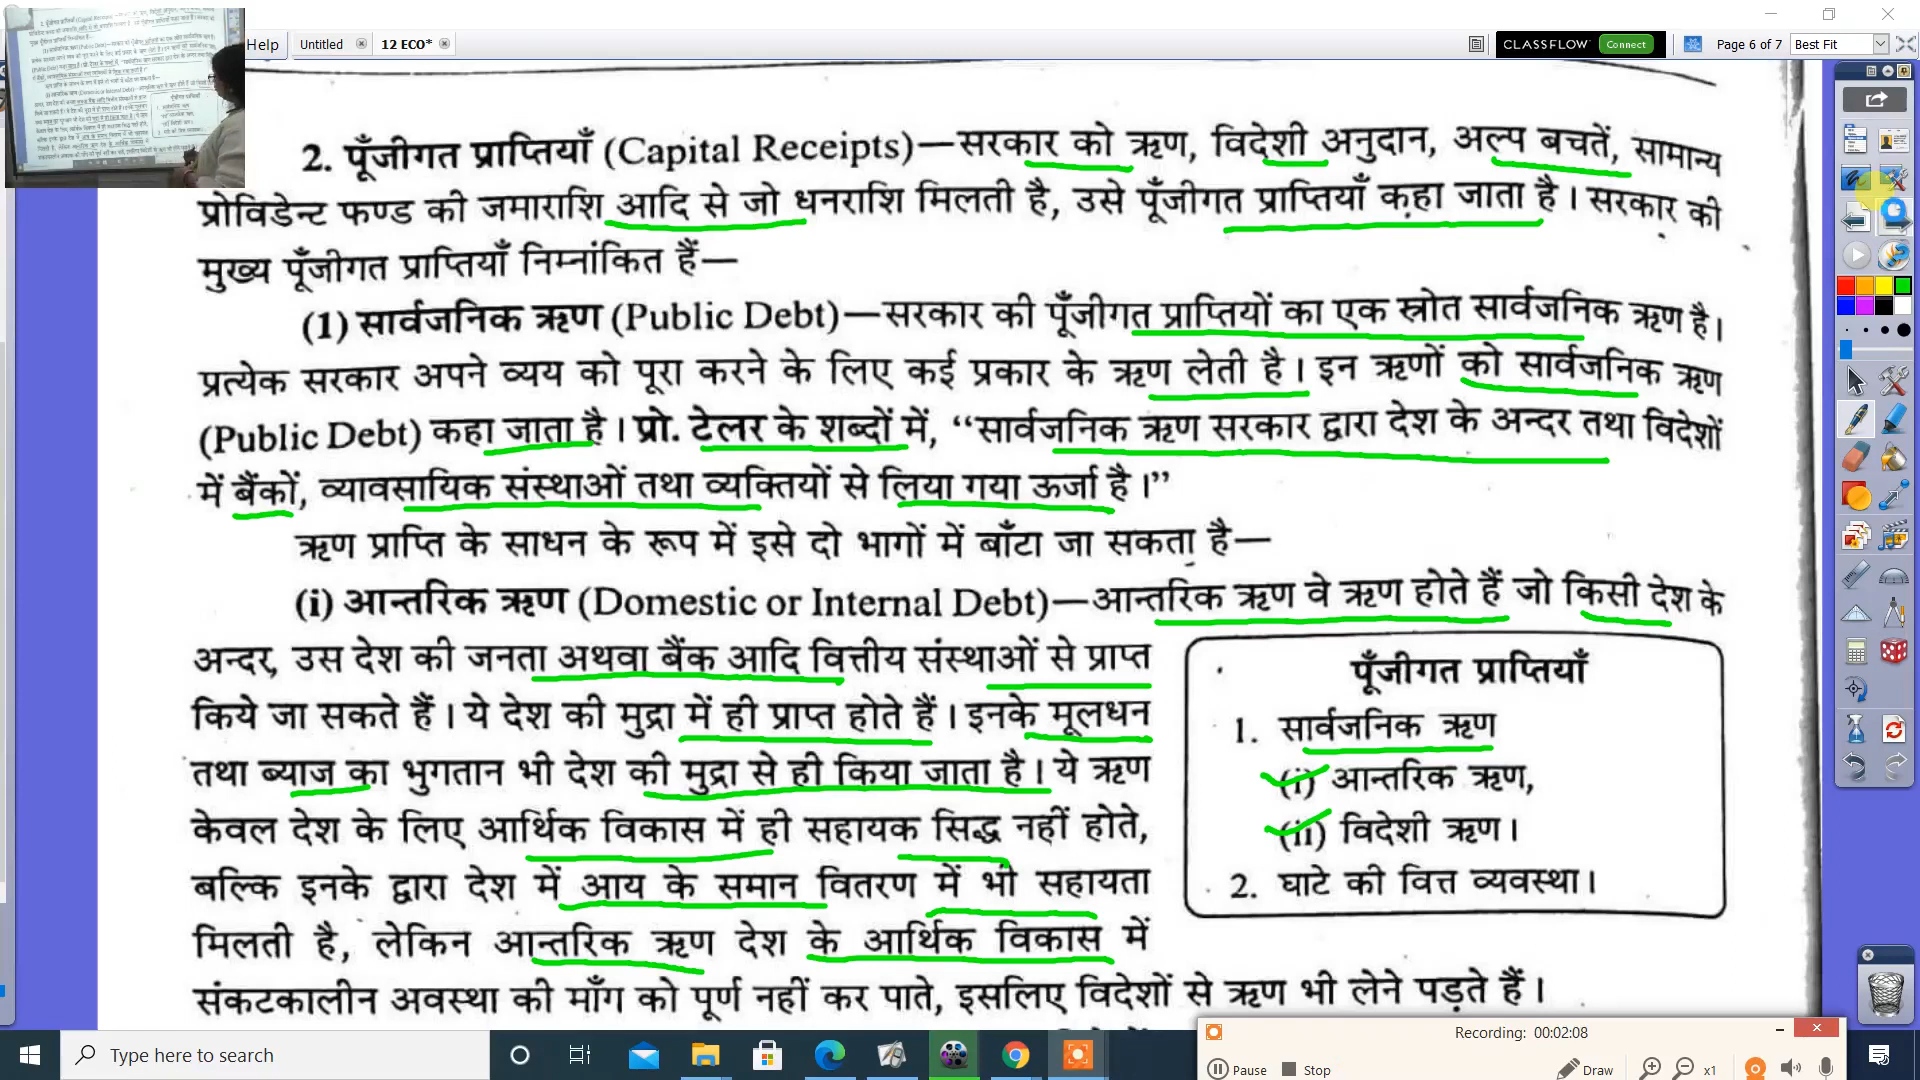 Help
Untitled
12 ECO*
CLASSFLOW Connect
Page 6 of 7
Best Fit
2. पूँजीगत प्राप्तियाँ (Capital Receipts)—सरकार को ऋण, विदेशी अनुदान, अल्प बचतें, सामान्य
प्रोविडेन्ट फण्ड की जमाराशि आदि से जो धनराशि मिलती है, उसे पूँजीगत प्राप्तियाँ कहा जाता है। सरकार की
मुख्य पूँजीगत प्राप्तियाँ निम्नांकित हैं—
(1) सार्वजनिक ऋण (Public Debt)—सरकार की पूँजीगत प्राप्तियों का एक स्रोत सार्वजनिक ऋण है।
प्रत्येक सरकार अपने व्यय को पूरा करने के लिए कई प्रकार के ऋण लेती है। इन ऋणों को सार्वजनिक ऋण
(Public Debt) कहा जाता है। प्रो. टेलर के शब्दों में, “सार्वजनिक ऋण सरकार द्वारा देश के अन्दर तथा विदेशों
में बैंकों, व्यावसायिक संस्थाओं तथा व्यक्तियों से लिया गया ऊर्जा है।”
ऋण प्राप्ति के साधन के रूप में इसे दो भागों में बाँटा जा सकता है—
(i) आन्तरिक ऋण (Domestic or Internal Debt)—आन्तरिक ऋण वे ऋण होते हैं जो किसी देश के
अन्दर, उस देश की जनता अथवा बैंक आदि वित्तीय संस्थाओं से प्राप्त
किये जा सकते हैं। ये देश की मुद्रा में ही प्राप्त होते हैं। इनके मूलधन
तथा ब्याज का भुगतान भी देश की मुद्रा से ही किया जाता है। ये ऋण
केवल देश के लिए आर्थिक विकास में ही सहायक सिद्ध नहीं होते,
बल्कि इनके द्वारा देश में आय के समान वितरण में भी सहायता
मिलती है, लेकिन आन्तरिक ऋण देश के आर्थिक विकास में
संकटकालीन अवस्था की माँग को पूर्ण नहीं कर पाते, इसलिए विदेशों से ऋण भी लेने पड़ते हैं।
पूँजीगत प्राप्तियाँ
1. सार्वजनिक ऋण
(i) आन्तरिक ऋण,
(ii) विदेशी ऋण।
2. घाटे की वित्त व्यवस्था।
Recording: 00:02:08
Pause
Stop
Draw
x1
Type here to search